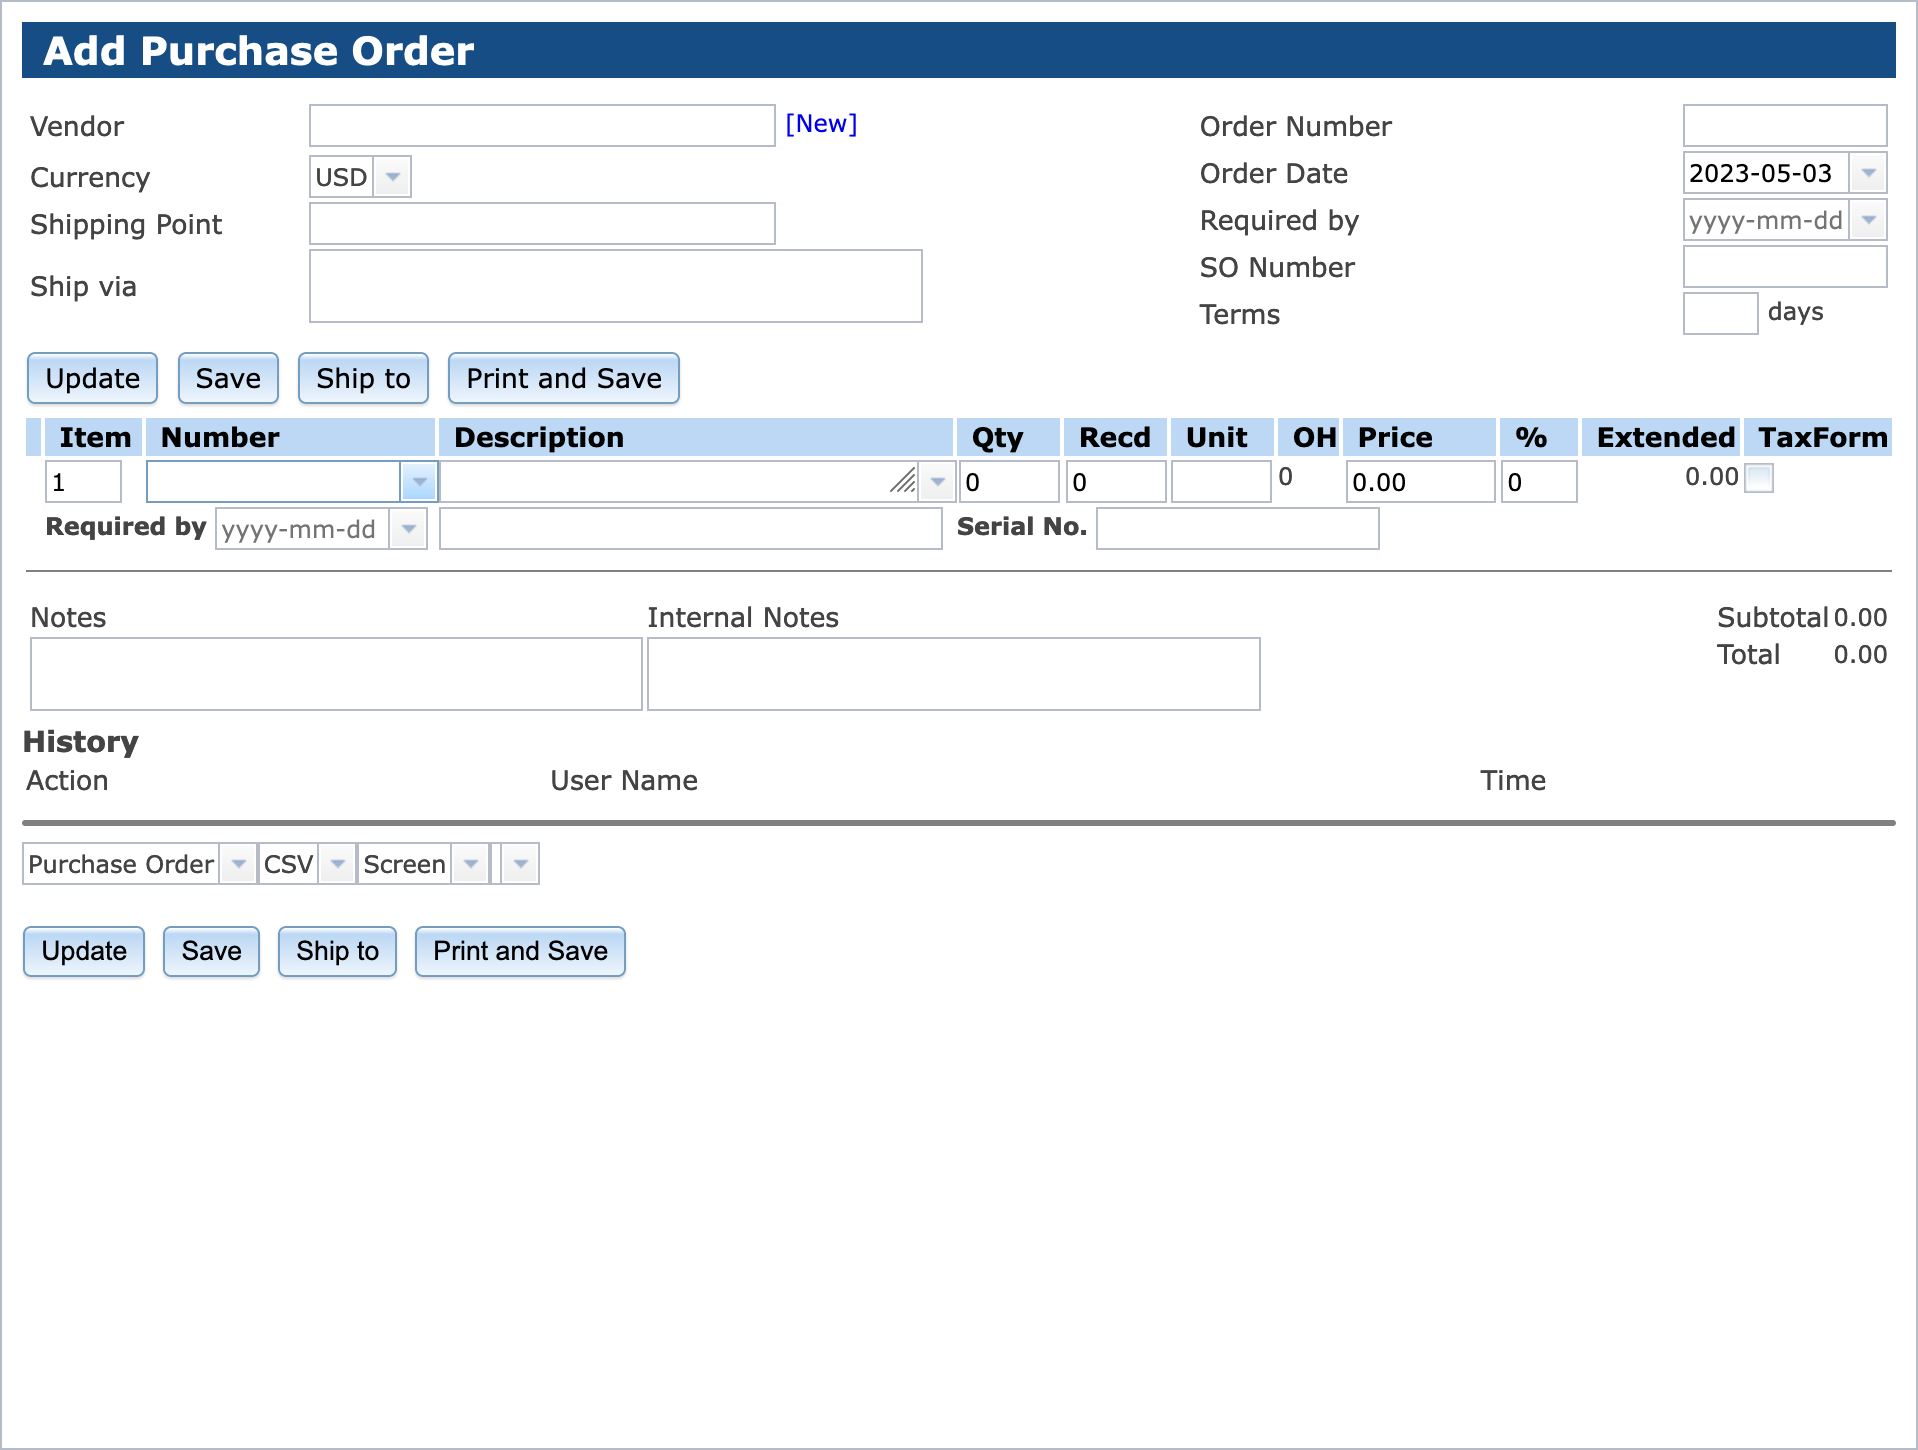 Add Purchase Order
Vendor [New]
Currency USD
Shipping Point
Ship via
Order Number
Order Date 2023-05-03
Required by yyyy-mm-dd
SO Number
Terms days
Update Save Ship to Print and Save
Item Number Description Qty Recd Unit OH Price % Extended TaxForm
1 0 0 0 0.00 0 0.00
Required by yyyy-mm-dd Serial No.
Notes Internal Notes Subtotal 0.00
Total 0.00
History
Action User Name Time
Purchase Order CSV Screen
Update Save Ship to Print and Save